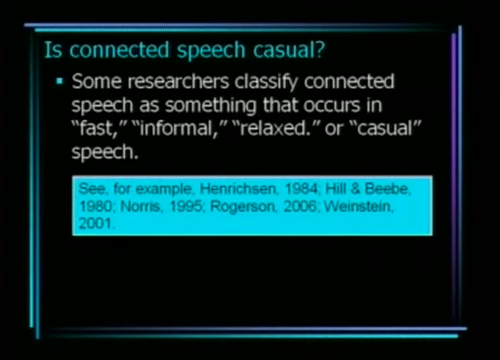 Is connected speech casual?
Some researchers classify connected
speech as something that occurs in
"fast," "informal," "relaxed." or "casual"
speech.
See, for example, Henrichsen, 1984; Hill & Beebe,
1980; Norris, 1995; Rogerson, 2006; Weinstein,
2001.